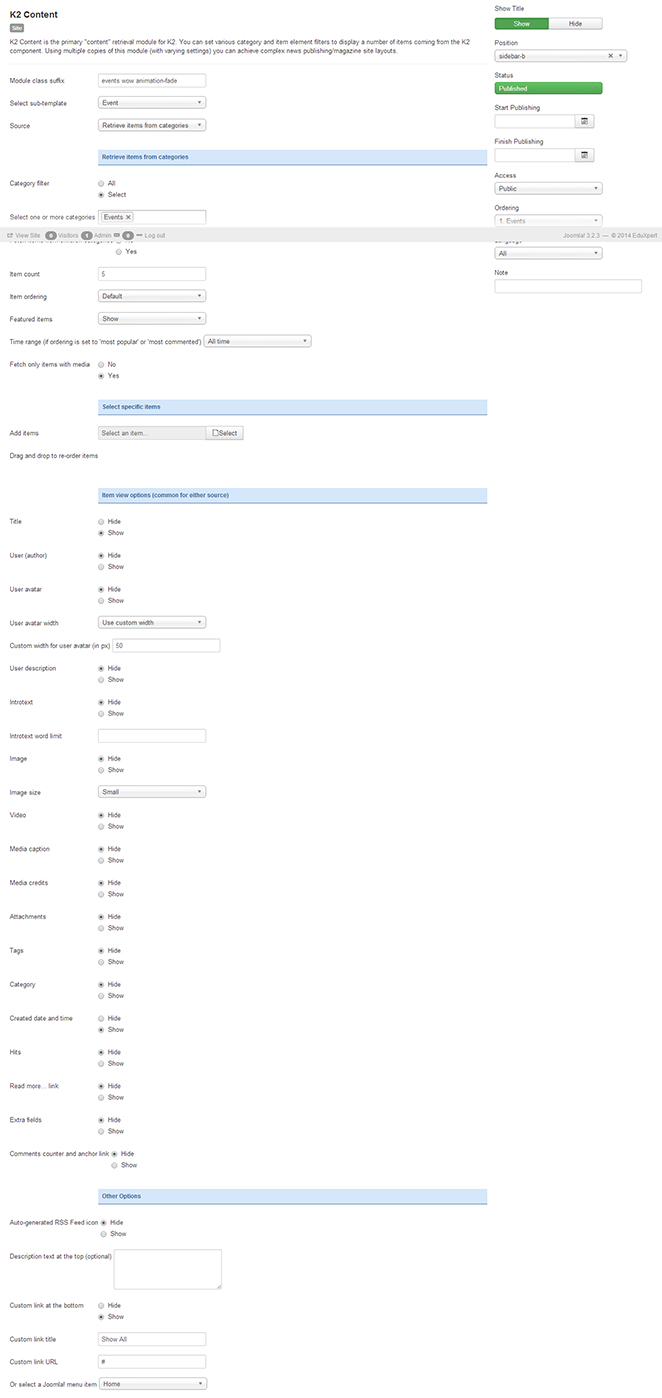 K2 Content
Site
K2 Content is the primary "content" retrieval module for K2. You can set various category and item element filters to display a number of items coming from the K2
component. Using multiple copies of this module (with varying settings) you can achieve complex news publishing/magazine site layouts.
Module class suffix
events wow animation-fade
Select sub-template
Event
Source
Retrieve items from categories
Retrieve items from categories
Category filter
All
Select
Select one or more categories
Events
Show Title
Show
Hide
Position
sidebar-b
Status
Published
Start Publishing
Finish Publishing
Access
Public
Ordering
1. Events
View Site 0 Visitors 1 Admin 0 Log out
Joomla! 3.2.3 — © 2014 EduXpert
Yes
Language
All
Note
Item count
5
Item ordering
Default
Featured items
Show
Time range (if ordering is set to 'most popular' or 'most commented')
All time
Fetch only items with media
No
Yes
Select specific items
Add items
Select an item...
Select
Drag and drop to re-order items
Item view options (common for either source)
Title
Hide
Show
User (author)
Hide
Show
User avatar
Hide
Show
User avatar width
Use custom width
Custom width for user avatar (in px)
50
User description
Hide
Show
Introtext
Hide
Show
Introtext word limit
Image
Hide
Show
Image size
Small
Video
Hide
Show
Media caption
Hide
Show
Media credits
Hide
Show
Attachments
Hide
Show
Tags
Hide
Show
Category
Hide
Show
Created date and time
Hide
Show
Hits
Hide
Show
Read more... link
Hide
Show
Extra fields
Hide
Show
Comments counter and anchor link
Hide
Show
Other Options
Auto-generated RSS Feed icon
Hide
Show
Description text at the top (optional)
Custom link at the bottom
Hide
Show
Custom link title
Show All
Custom link URL
#
Or select a Joomla! menu item
Home